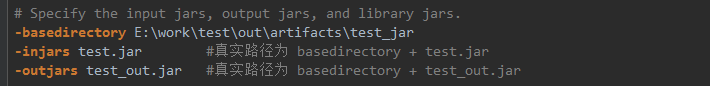 # Specify the input jars, output jars, and library jars.
-basedirectory E:\work\test\out\artifacts\test_jar
-injars test.jar #真实路径为 basedirectory + test.jar
-outjars test_out.jar #真实路径为 basedirectory + test_out.jar